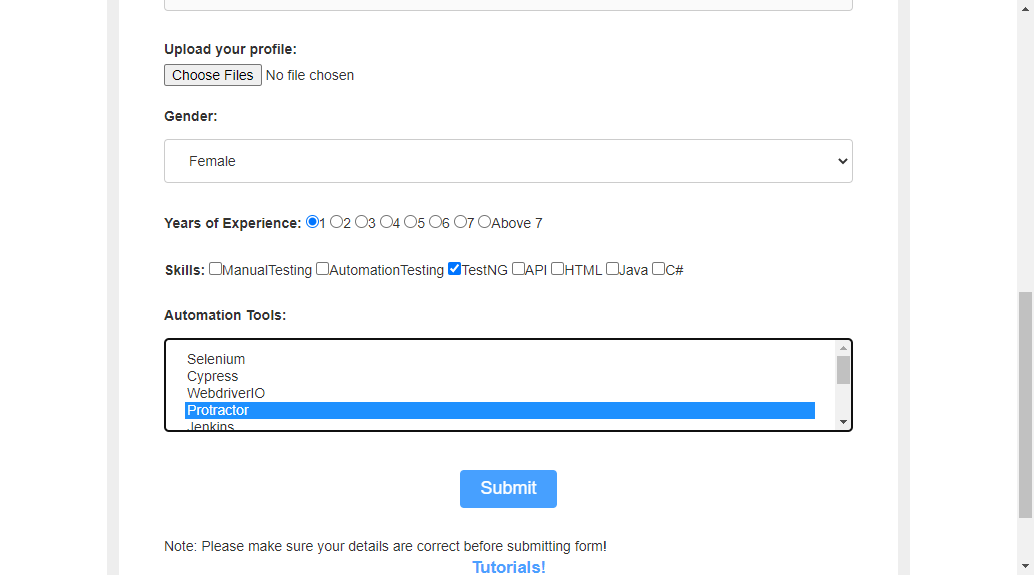 Upload your profile:
Choose Files No file chosen
Gender:
Female
Years of Experience: 1 2 3 4 5 6 7 Above 7
Skills: ManualTesting AutomationTesting TestNG API HTML Java C#
Automation Tools:
Selenium
Cypress
WebdriverIO
Protractor
Jenkins
Submit
Note: Please make sure your details are correct before submitting form!
Tutorials!